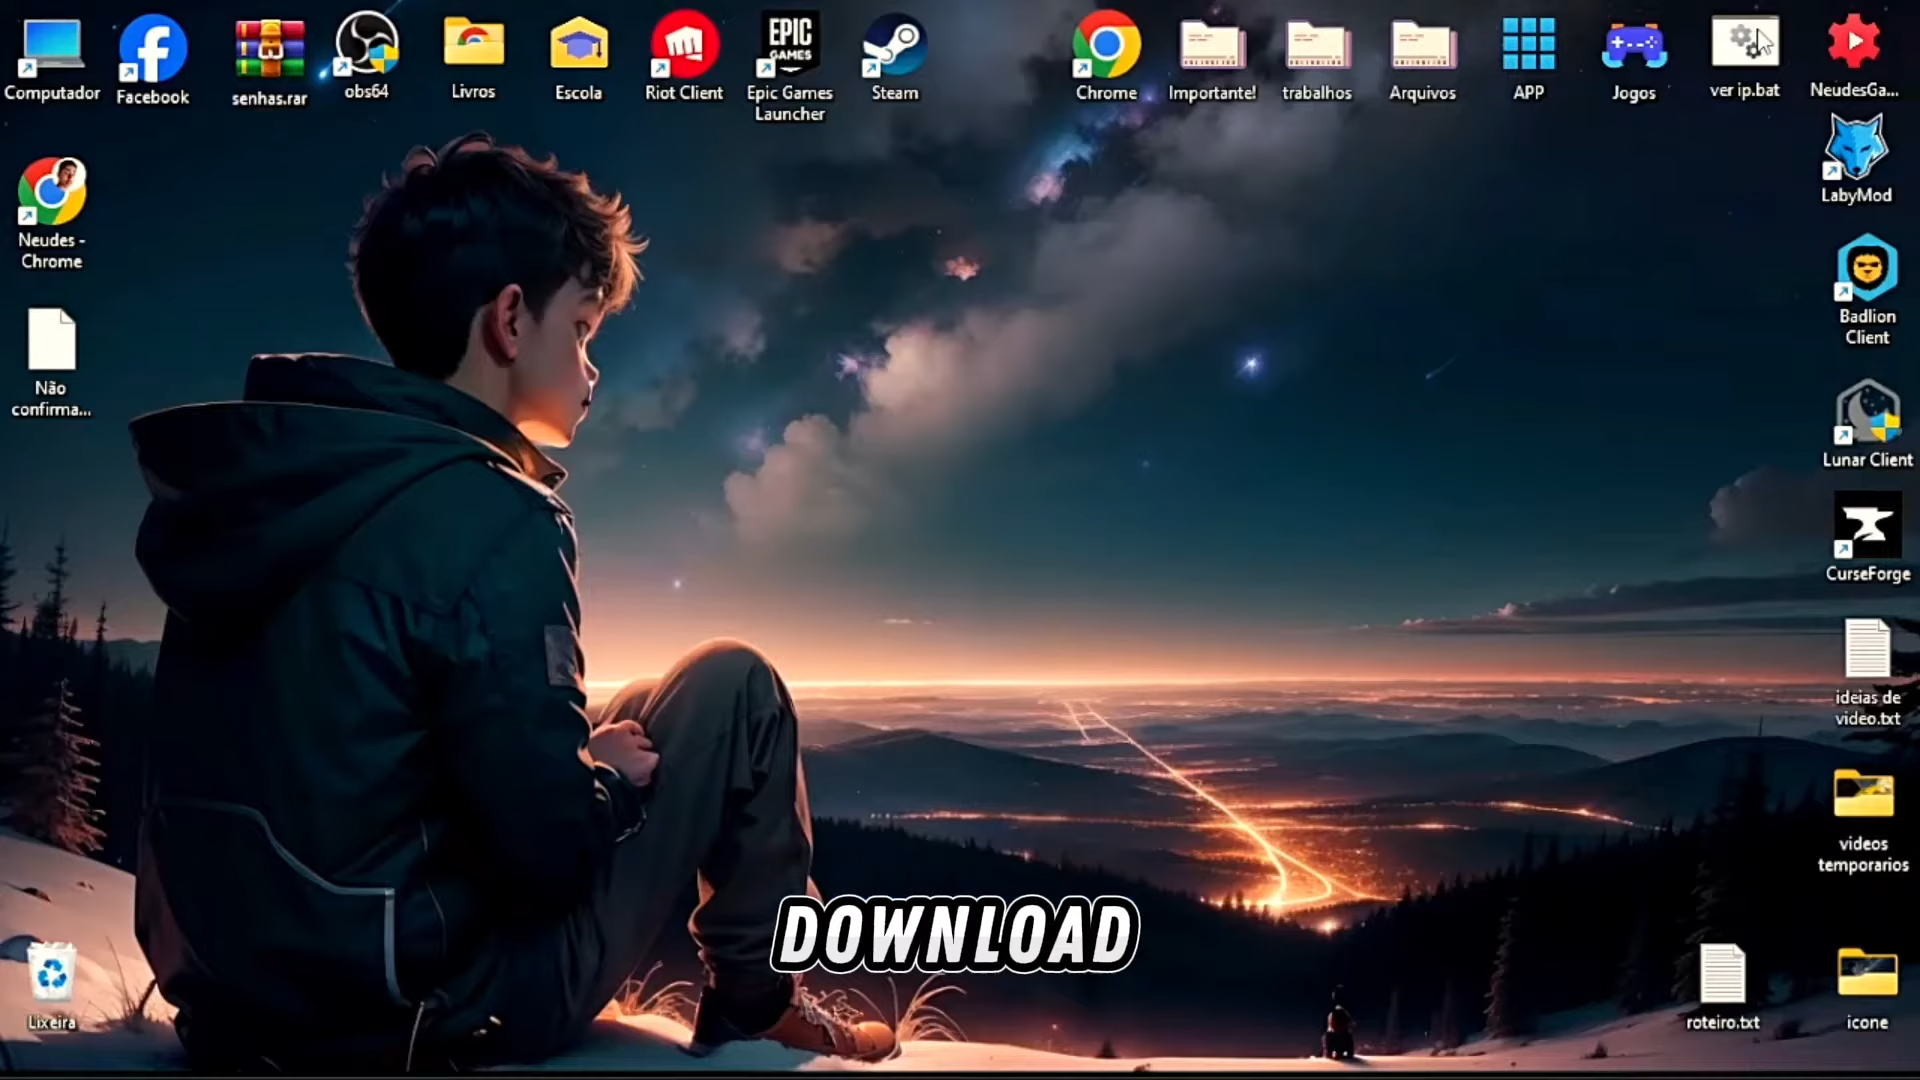 Computador
Facebook
senhas.rar
obs64
Livros
Escola
Riot Client
EPIC
GAMES
Epic Games
Launcher
Steam
Chrome
Importante!
trabalhos
Arquivos
APP
Jogos
ver ip.bat
NeudesGa...
Neudes -
Chrome
Não
confirma...
LabyMod
Badlion
Client
Lunar Client
CurseForge
ideias de
video.txt
videos
temporarios
DOWNLOAD
Lixeira
roteiro.txt
icone